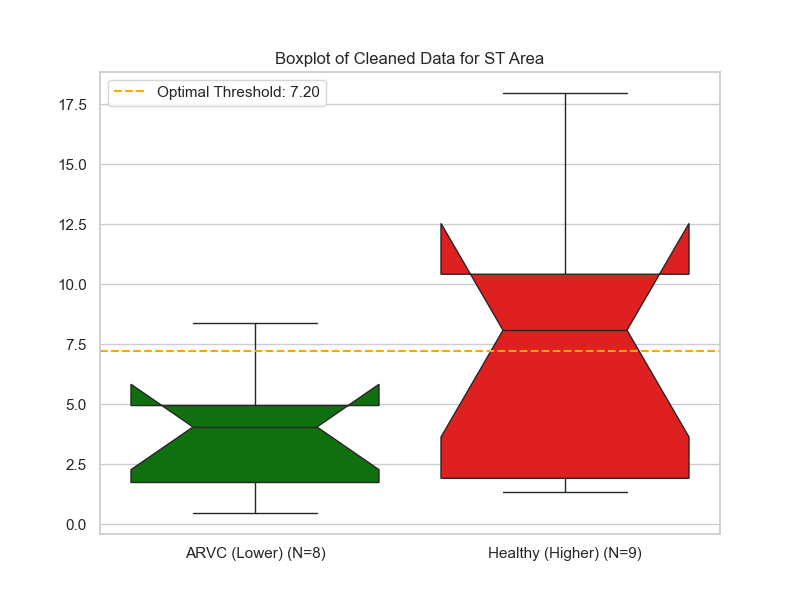 Boxplot of Cleaned Data for ST Area
Optimal Threshold: 7.20
17.5
15.0
12.5
10.0
7.5
5.0
2.5
0.0
ARVC (Lower) (N=8)
Healthy (Higher) (N=9)